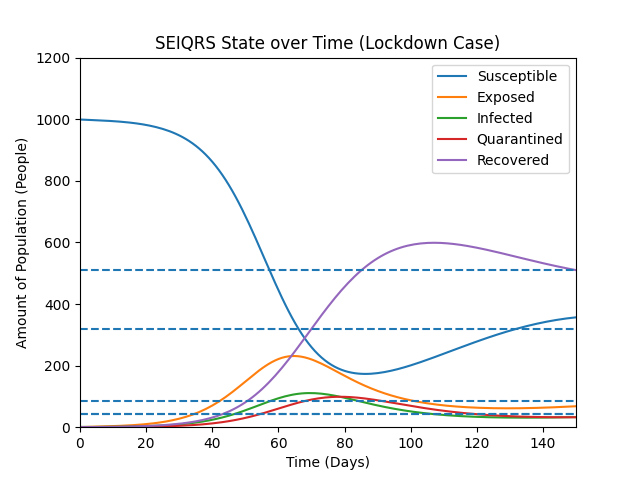 SEIQRS State over Time (Lockdown Case)
Amount of Population (People)
1200
1000
800
600
400
200
0
Susceptible
Exposed
Infected
Quarantined
Recovered
0 20 40 60 80 100 120 140
Time (Days)